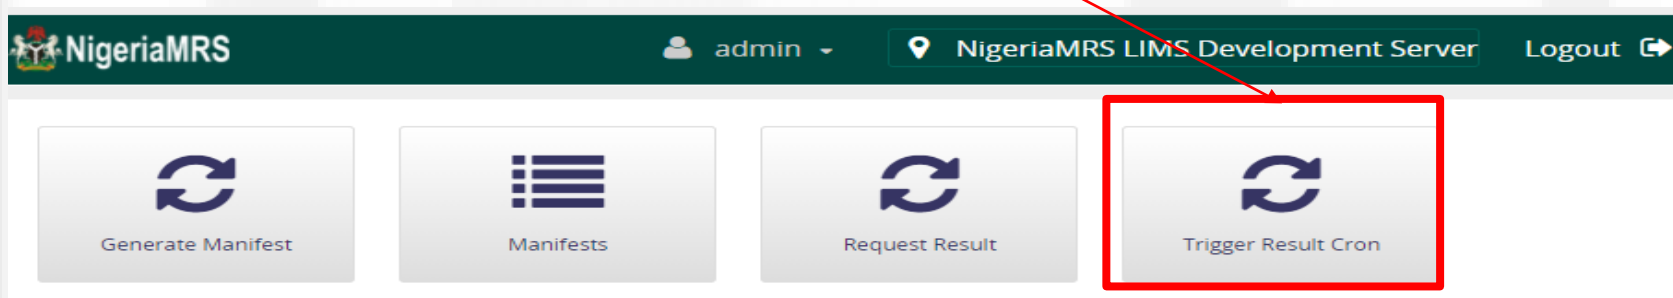 NigeriaMRS admin NigeriaMRS LIMS Development Server Logout
Generate Manifest Manifests Request Result Trigger Result Cron